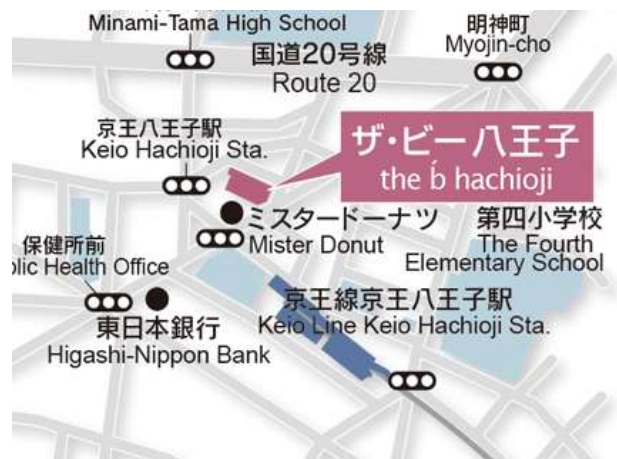 Minami-Tama High School
国道20号線
Route 20
明神町
Myojin-cho
京王八王子駅
Keio Hachioji Sta.
ザ・ビー 八王子
the b́ hachioji
ミスタードーナツ
Mister Donut
第四小学校
The Fourth
Elementary School
保健所前
Health Office
京王線京王八王子駅
Keio Line Keio Hachioji Sta.
東日本銀行
Higashi-Nippon Bank